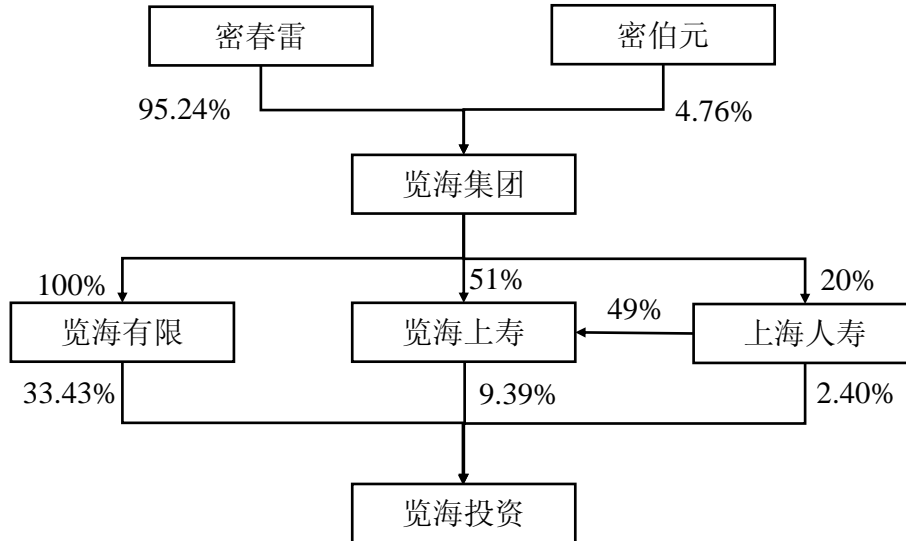 密春雷
密伯元
95.24%
4.76%
览海集团
100%
51%
20%
览海有限
览海上寿
49%
上海人寿
33.43%
9.39%
2.40%
览海投资